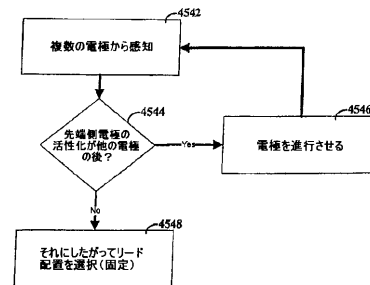 4542
複数の電極から感知
4544
先端側電極の
活性化が他の電極
の後?
Yes
4546
電極を進行させる
No
4548
それにしたがってリード
配置を選択(固定)